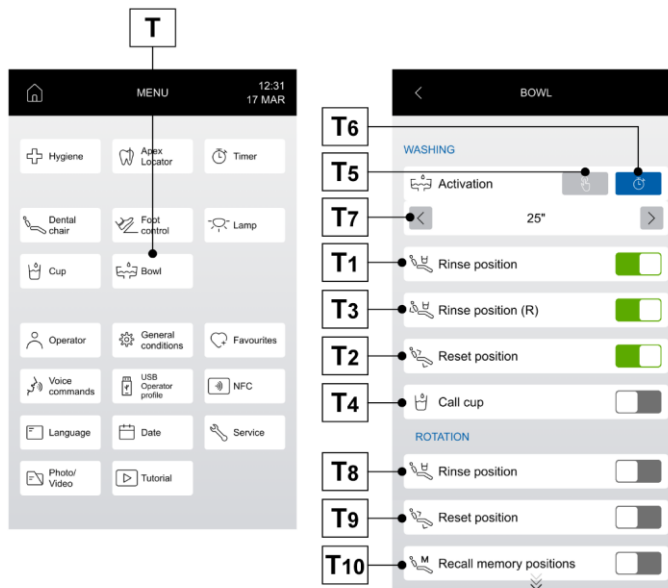 T
MENU
12:31
17 MAR
Hygiene
Apex
Locator
Timer
Dental
chair
Foot
control
Lamp
Cup
Bowl
Operator
General
conditions
Favourites
Voice
commands
USB
Operator
profile
NFC
Language
Date
Service
Photo/
Video
Tutorial
BOWL
T6
WASHING
T5
Activation
T7
25"
T1
Rinse position
T3
Rinse position (R)
T2
Reset position
T4
Call cup
ROTATION
T8
Rinse position
T9
Reset position
T10
M
Recall memory positions